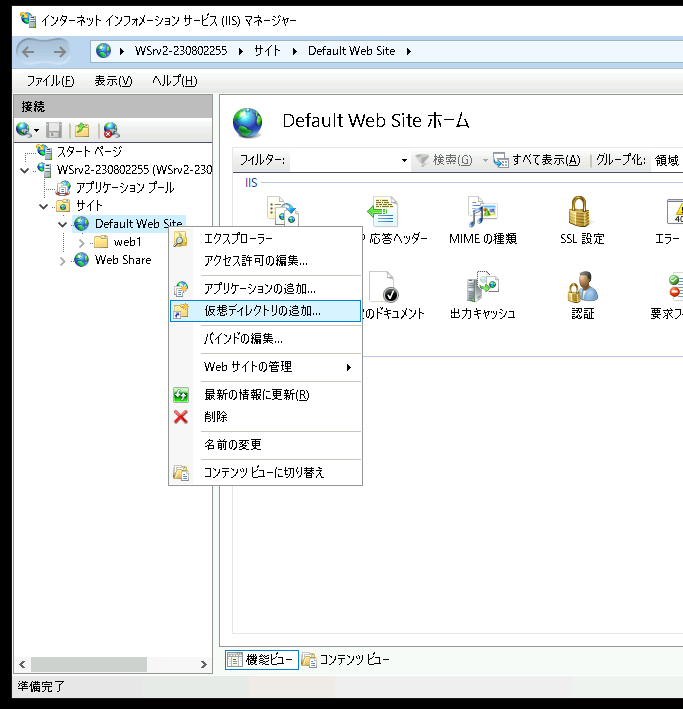 インターネット インフォメーション サービス (IIS) マネージャー
WSrv2-230802255 サイト Default Web Site
ファイル(F) 表示(V) ヘルプ(H)
接続
スタート ページ
WSrv2-230802255 (WSrv2-230
アプリケーション プール
サイト
Default Web Site
web1
Web Share
エクスプローラー
アクセス許可の編集...
アプリケーションの追加...
仮想ディレクトリの追加...
バインドの編集...
Web サイトの管理
最新の情報に更新(R)
削除
名前の変更
コンテンツ ビューに切り替え
Default Web Site ホーム
フィルター: 検索(G) すべて表示(A) グループ化: 領域
IIS
応答ヘッダー MIME の種類 SSL 設定 エラー
のドキュメント 出力キャッシュ 認証 要求フ
機能ビュー コンテンツ ビュー
準備完了